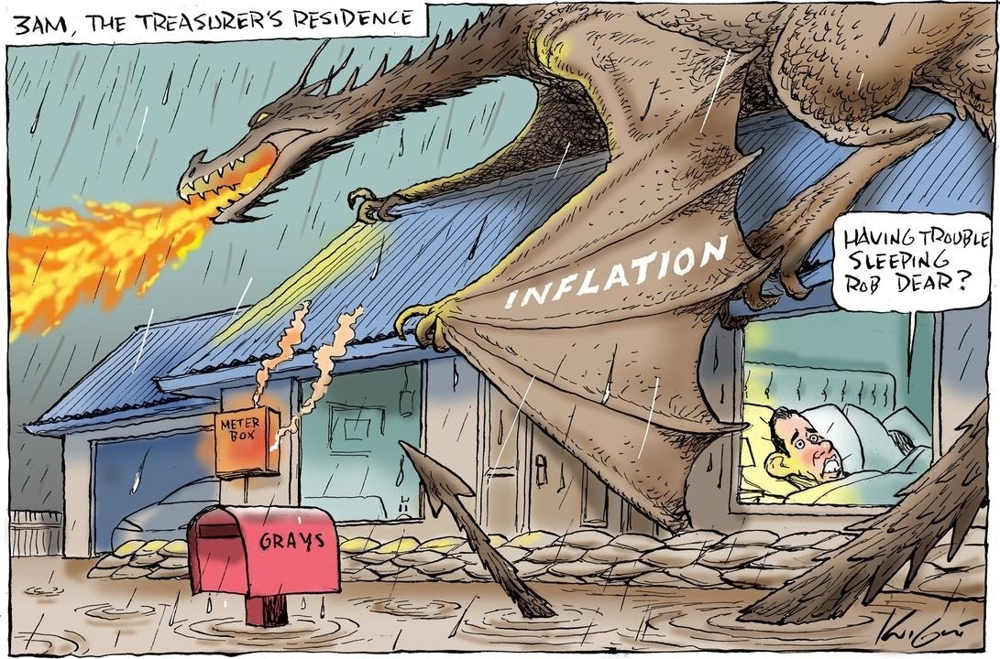 3AM, THE TREASURER'S RESIDENCE
INFLATION
HAVING TROUBLE
SLEEPING
ROB DEAR?
METER
BOX
GRAYS